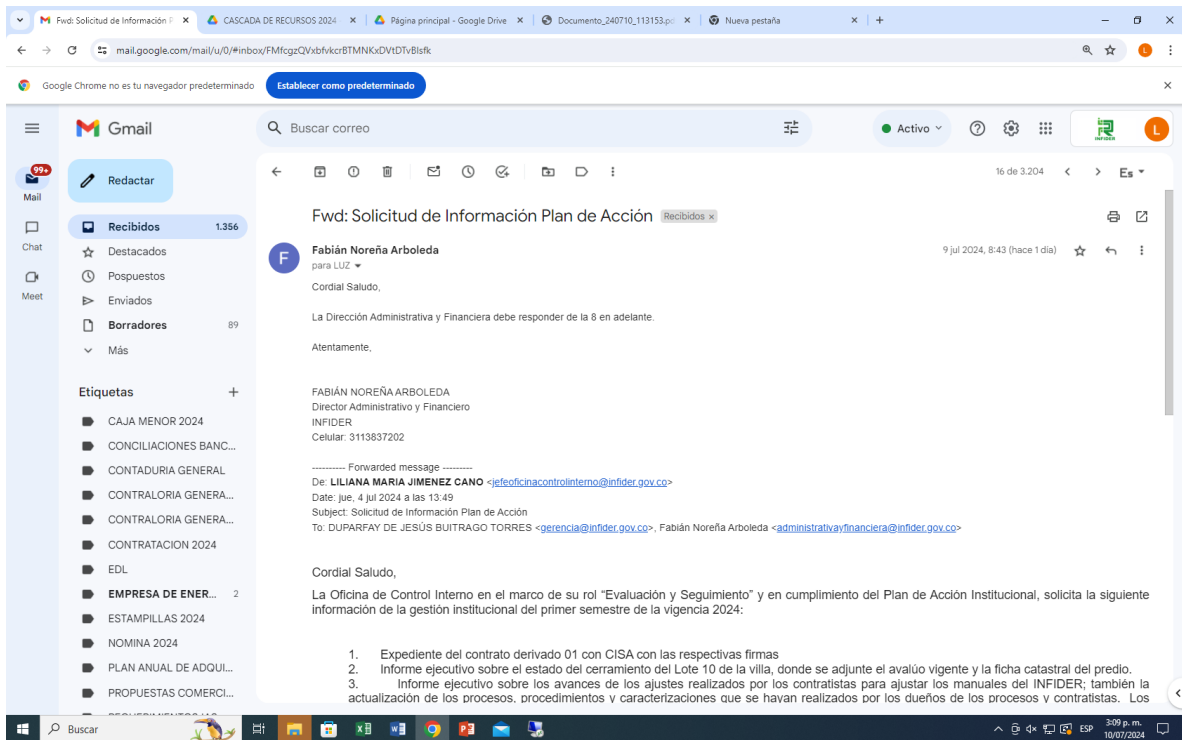 Fwd: Solicitud de Información P
CASCADA DE RECURSOS 2024 -
Página principal - Google Drive
Documento_240710_113153.pd
Nueva pestaña
mail.google.com/mail/u/0/#inbox/FMfcgzQVxbfvkcrBTMNKxDVtDTvBlsfk
L
Google Chrome no es tu navegador predeterminado
Establecer como predeterminado
Gmail
Buscar correo
Activo
INFIDER
L
99+
Mail
Chat
Meet
Redactar
Recibidos 1.356
Destacados
Pospuestos
Enviados
Borradores 89
Más
Etiquetas
CAJA MENOR 2024
CONCILIACIONES BANC...
CONTADURIA GENERAL
CONTRALORIA GENERA...
CONTRALORIA GENERA...
CONTRATACION 2024
EDL
EMPRESA DE ENER... 2
ESTAMPILLAS 2024
NOMINA 2024
PLAN ANUAL DE ADQUI...
PROPUESTAS COMERCI...
16 de 3.204
Es
Fwd: Solicitud de Información Plan de Acción Recibidos x
F
Fabián Noreña Arboleda
9 jul 2024, 8:43 (hace 1 día)
para LUZ
Cordial Saludo,
La Dirección Administrativa y Financiera debe responder de la 8 en adelante.
Atentamente,
FABIÁN NOREÑA ARBOLEDA
Director Administrativo y Financiero
INFIDER
Celular: 3113837202
---------- Forwarded message ---------
De: LILIANA MARIA JIMENEZ CANO <jefeoficinacontrolinterno@infider.gov.co>
Date: jue, 4 jul 2024 a las 13:49
Subject: Solicitud de Información Plan de Acción
To: DUPARFAY DE JESÚS BUITRAGO TORRES <gerencia@infider.gov.co>, Fabián Noreña Arboleda <administrativayfinanciera@infider.gov.co>
Cordial Saludo,
La Oficina de Control Interno en el marco de su rol “Evaluación y Seguimiento” y en cumplimiento del Plan de Acción Institucional, solicita la siguiente
información de la gestión institucional del primer semestre de la vigencia 2024:
1. Expediente del contrato derivado 01 con CISA con las respectivas firmas
2. Informe ejecutivo sobre el estado del cerramiento del Lote 10 de la villa, donde se adjunte el avalúo vigente y la ficha catastral del predio.
3. Informe ejecutivo sobre los avances de los ajustes realizados por los contratistas para ajustar los manuales del INFIDER; también la
actualización de los procesos, procedimientos y caracterizaciones que se hayan realizados por los dueños de los procesos y contratistas. Los
Buscar
ESP
3:09 p. m.
10/07/2024